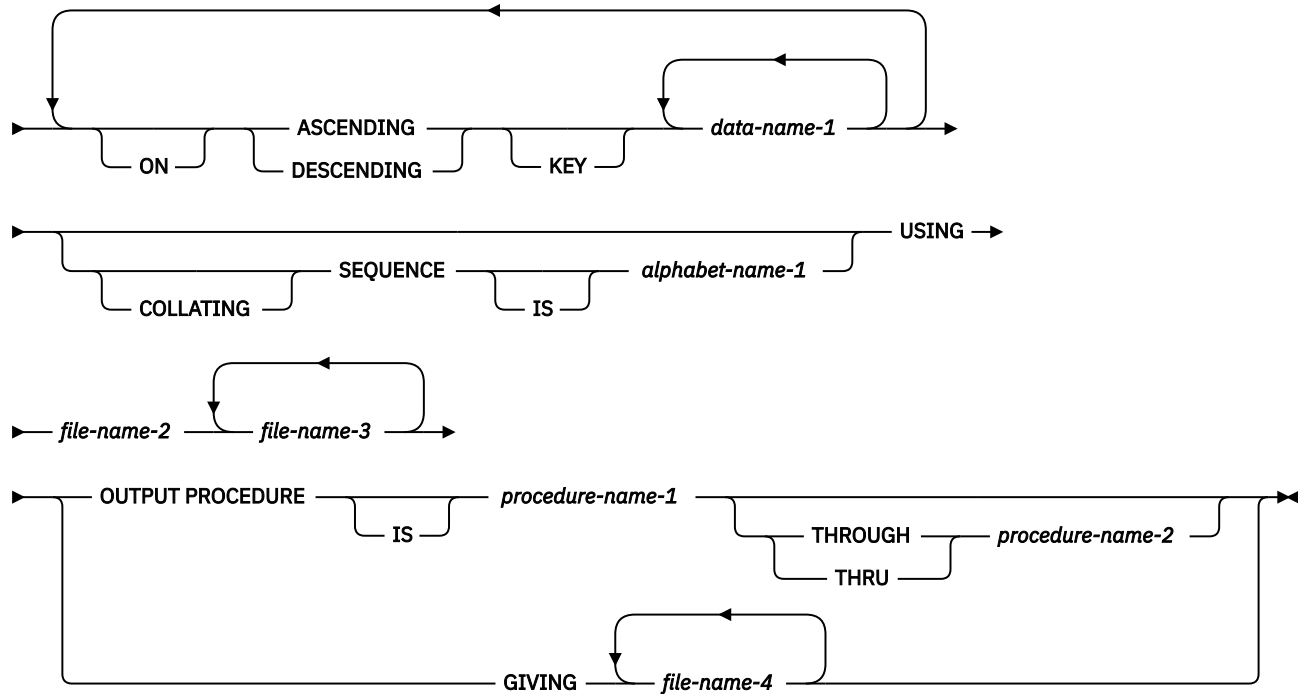 ASCENDING data-name-1
ON DESCENDING KEY
USING
SEQUENCE alphabet-name-1
COLLATING IS
file-name-2 file-name-3
OUTPUT PROCEDURE procedure-name-1
IS THROUGH procedure-name-2
THRU
GIVING file-name-4